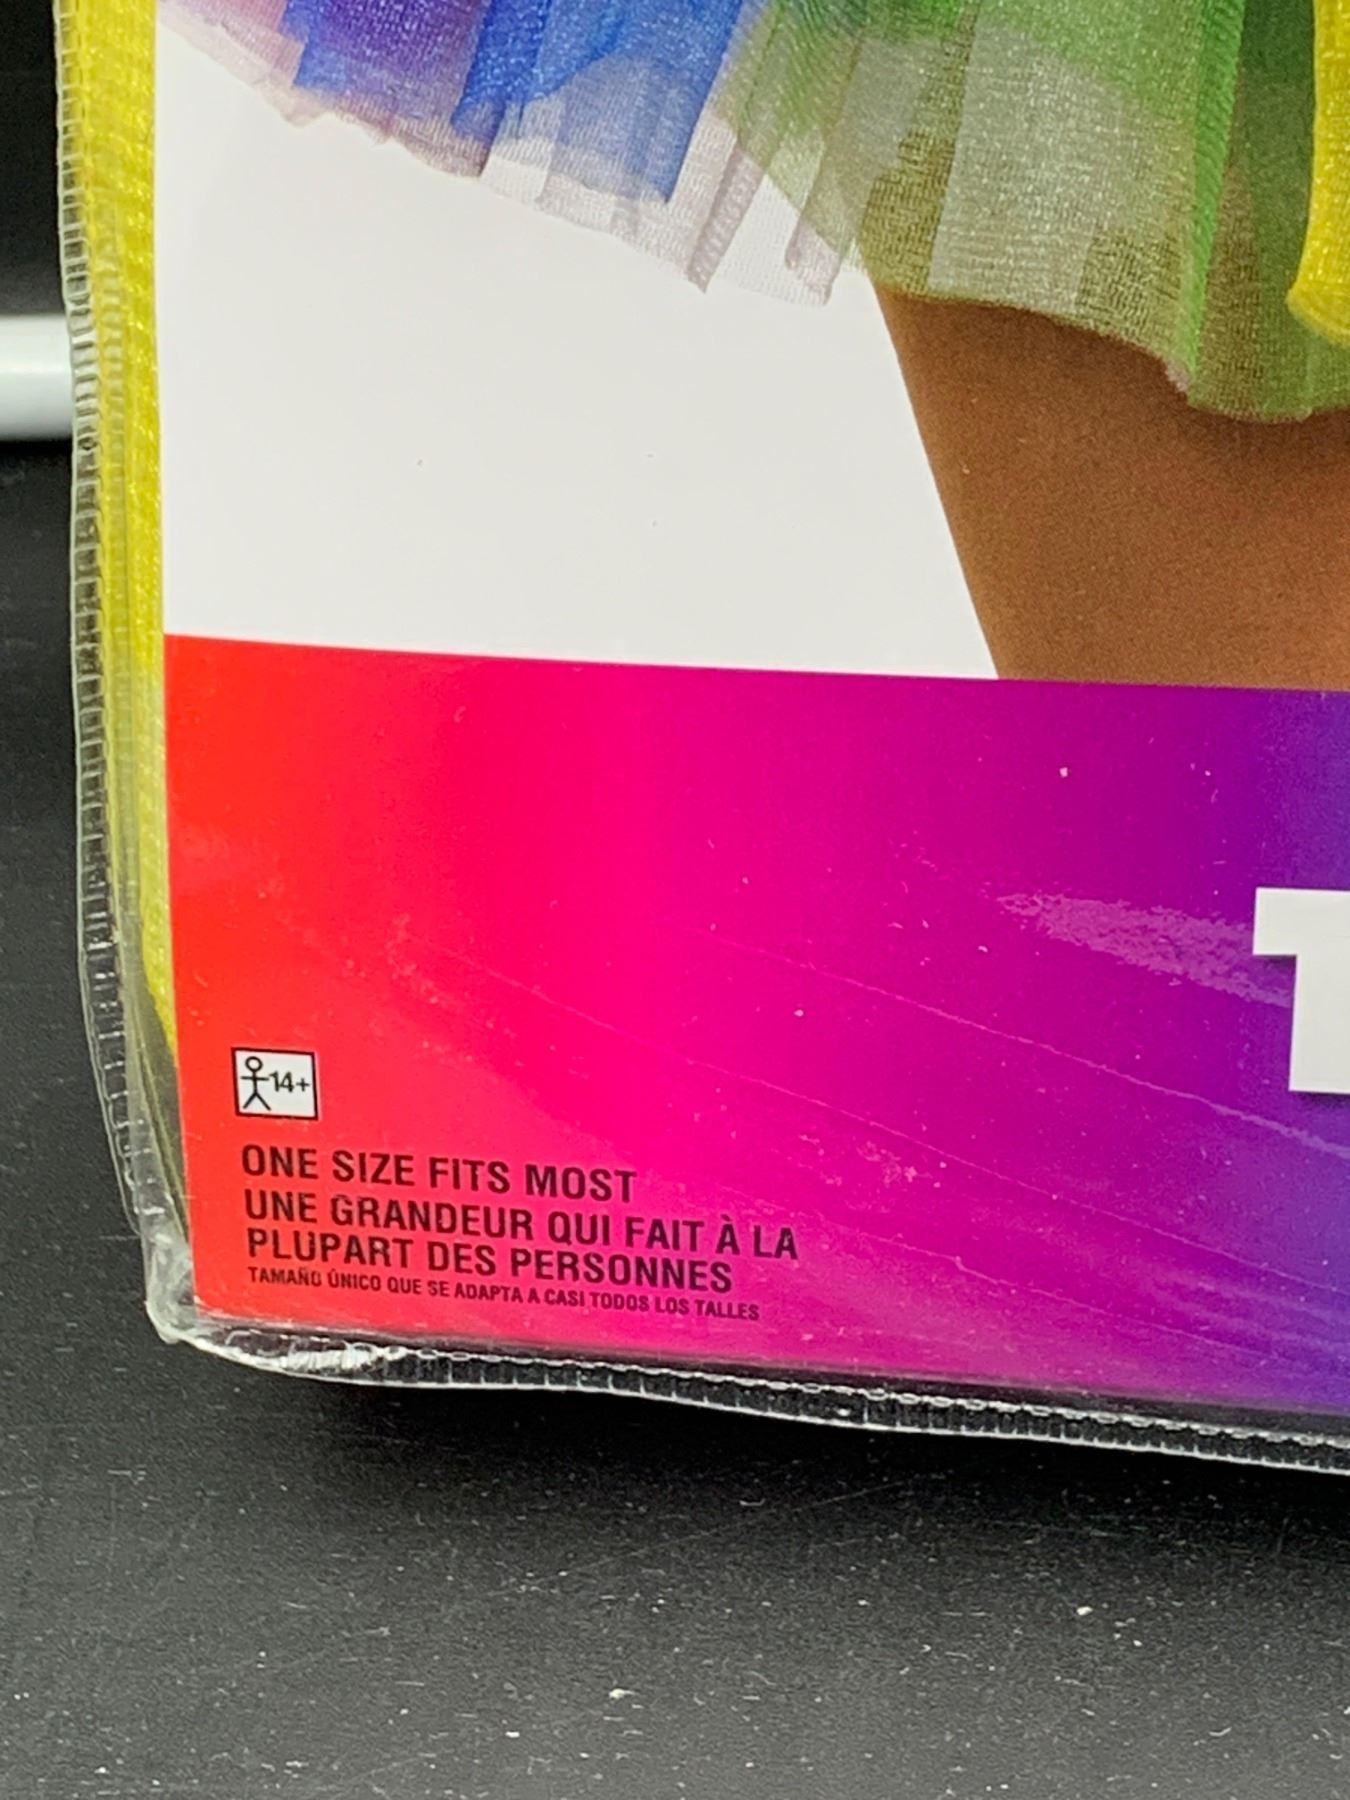 14+
ONE SIZE FITS MOST
UNE GRANDEUR QUI FAIT À LA
PLUPART DES PERSONNES
TAMAÑO ÚNICO QUE SE ADAPTA A CASI TODOS LOS TALLES